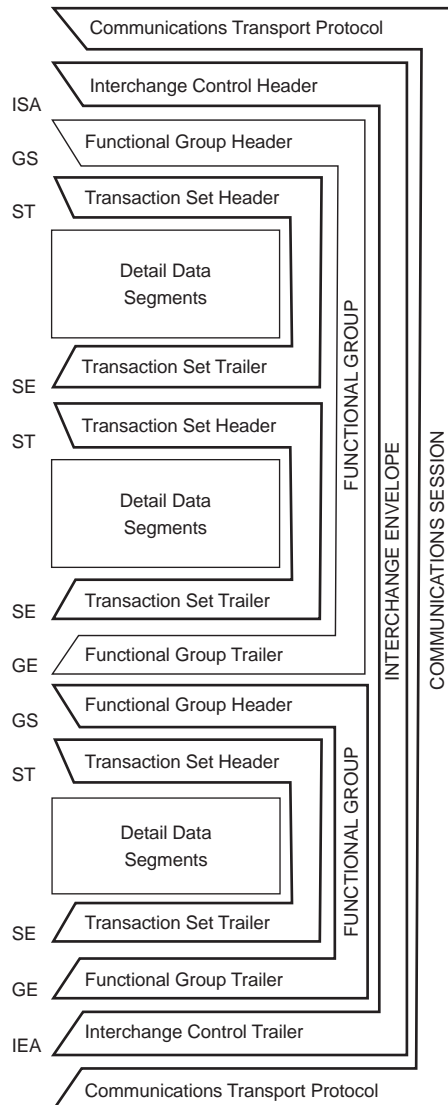 Communications Transport Protocol
Interchange Control Header
ISA
Functional Group Header
GS
Transaction Set Header
ST
Detail Data
Segments
Transaction Set Trailer
SE
Transaction Set Header
ST
Detail Data
Segments
Transaction Set Trailer
SE
Functional Group Trailer
GE
FUNCTIONAL GROUP
Functional Group Header
GS
Transaction Set Header
ST
Detail Data
Segments
Transaction Set Trailer
SE
Functional Group Trailer
GE
FUNCTIONAL GROUP
Interchange Control Trailer
IEA
INTERCHANGE ENVELOPE
Communications Transport Protocol
COMMUNICATIONS SESSION